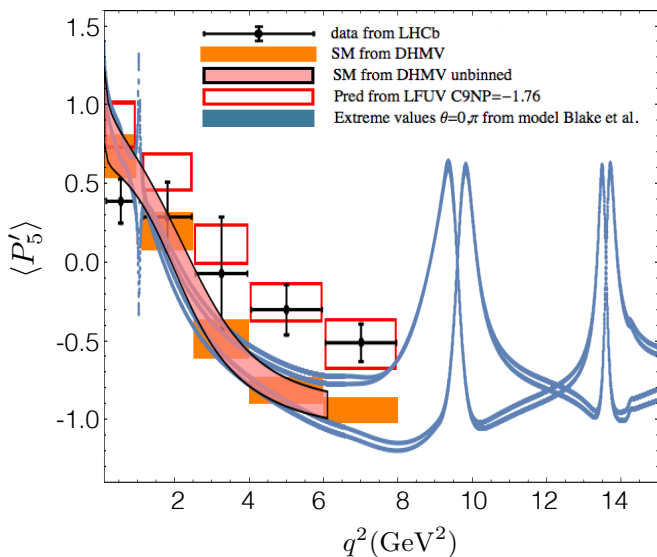 1.5
1.0
0.5
0.0
-0.5
-1.0
2
4
6
8
10
12
14
⟨P′5⟩
q²(GeV²)
data from LHCb
SM from DHMV
SM from DHMV unbinned
Pred from LFUV C9NP=−1.76
Extreme values θ=0,π from model Blake et al.